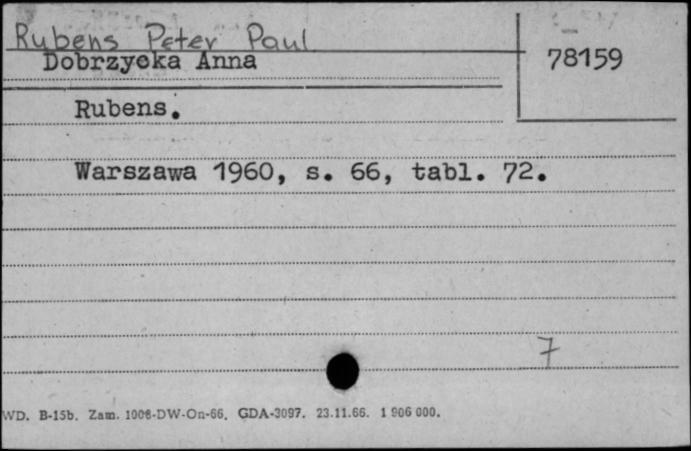 Rubens Peter Paul
Dobrzycka Anna
78159
Rubens.
Warszawa 1960, s. 66, tabl. 72.
7
WD. B-15b. Zam. 1008-DW-On-66. GDA-3097. 23.11.66. 1 906 000.